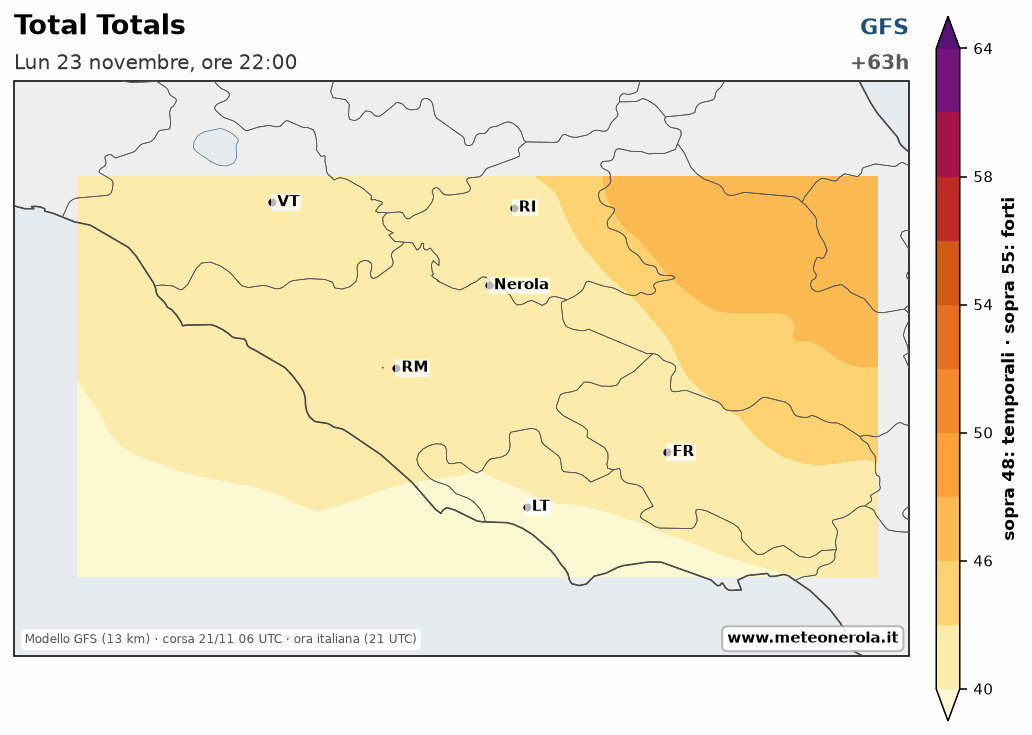 Total Totals
GFS
Lun 23 novembre, ore 22:00
+63h
VT
RI
Nerola
RM
FR
LT
Modello GFS (13 km) · corsa 21/11 06 UTC · ora italiana (21 UTC)
www.meteonerola.it
64
58
54
50
46
40
sopra 48: temporali · sopra 55: forti